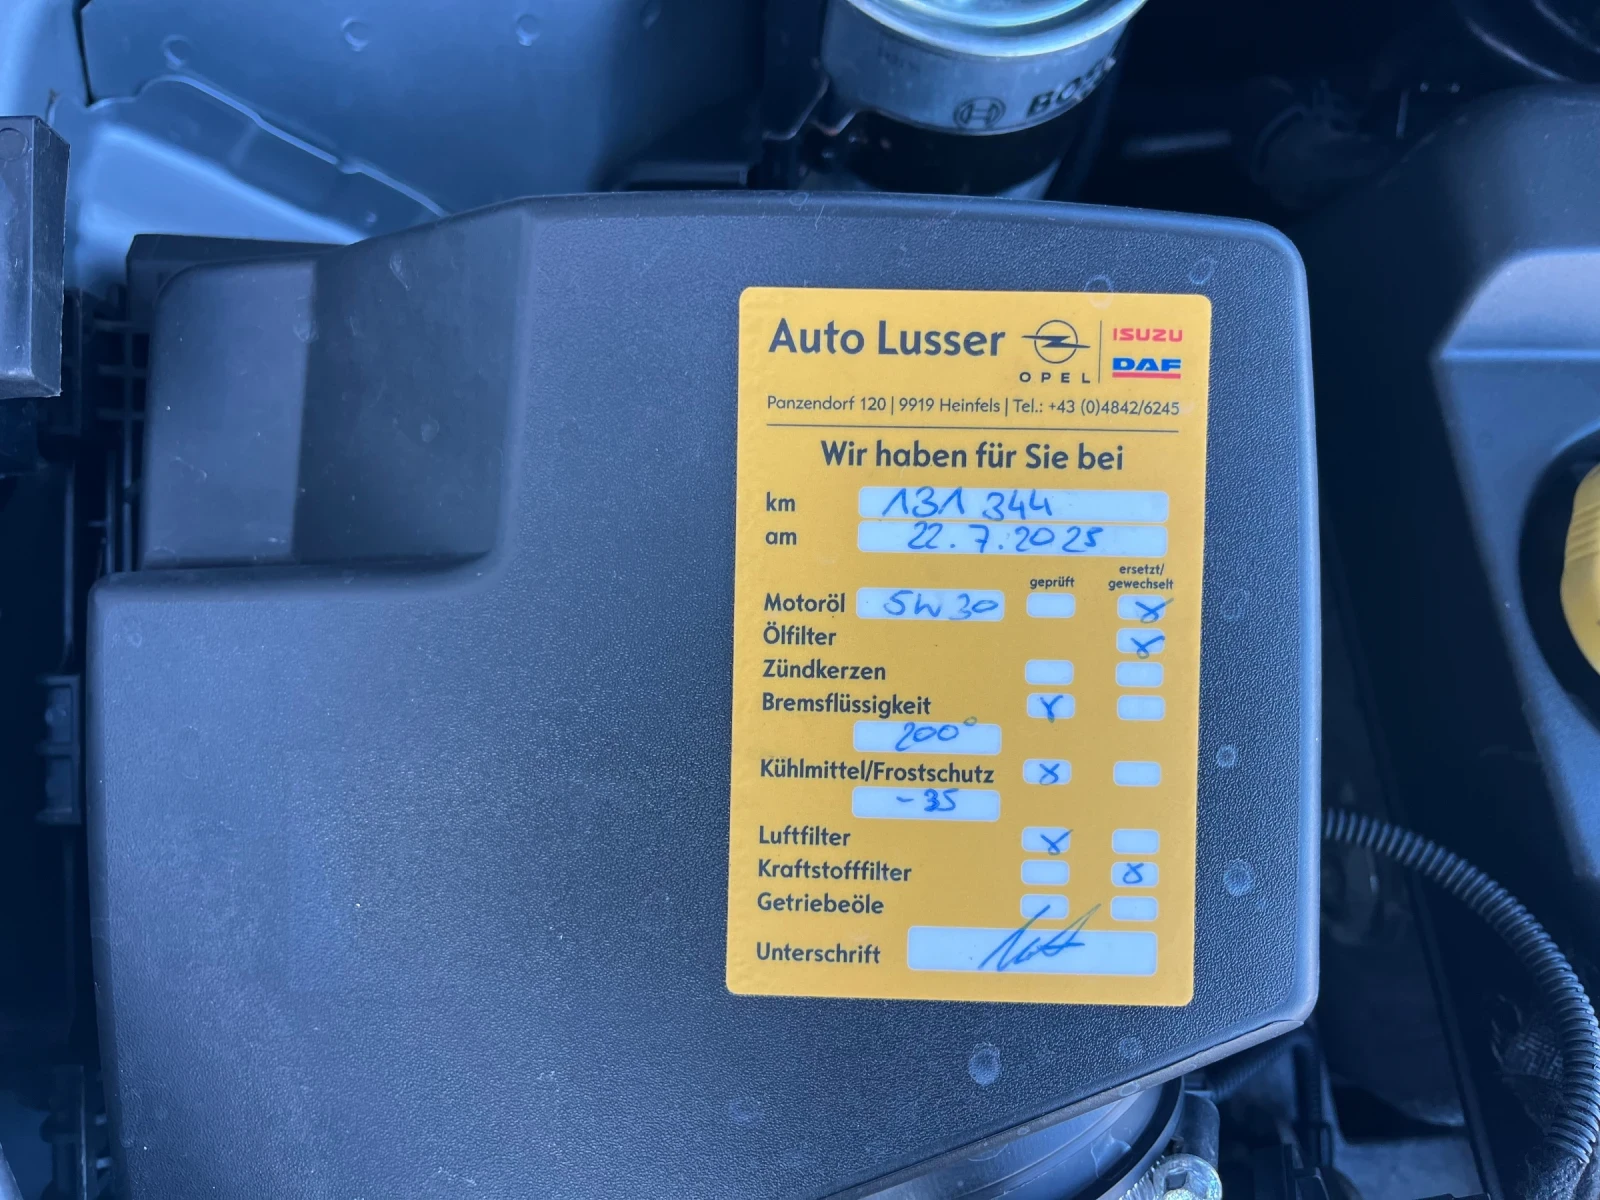 BOSCH
Auto Lusser
OPEL
ISUZU
DAF
Panzendorf 120 | 9919 Heinfels | Tel.: +43 (0)4842/6245
Wir haben für Sie bei
km 131 344
am 22.7.2025
geprüft ersetzt/
gewechselt
Motoröl 5W30 x
Ölfilter x
Zündkerzen
Bremsflüssigkeit x
200°
Kühlmittel/Frostschutz x
-35
Luftfilter x
Kraftstofffilter x
Getriebeöle
Unterschrift